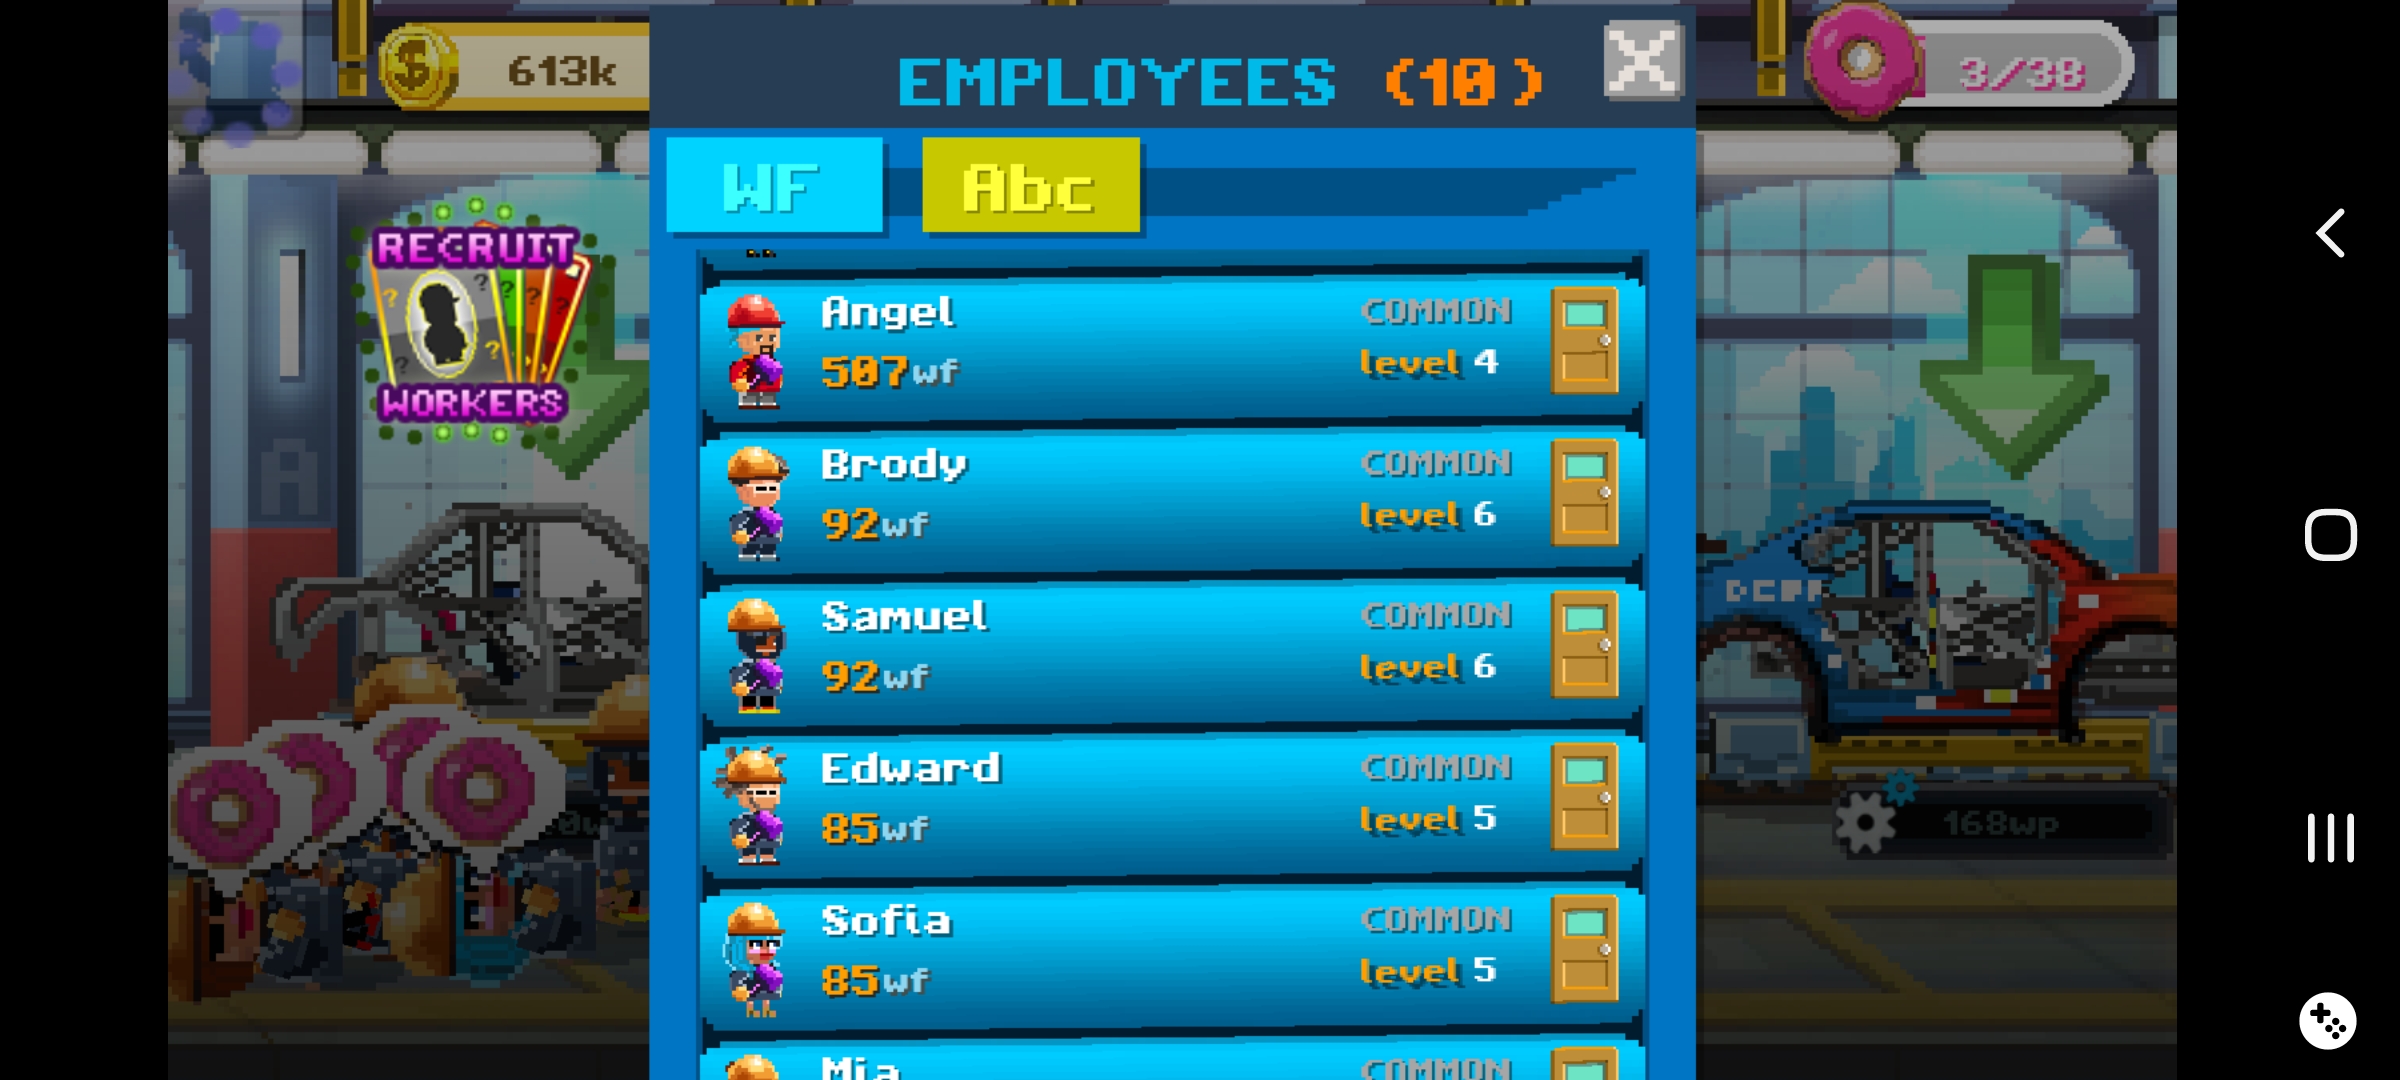 613k
EMPLOYEES (10)
3/38
WF
Abc
RECRUIT
WORKERS
Angel
COMMON
507wf
level 4
Brody
COMMON
92wf
level 6
Samuel
COMMON
92wf
level 6
Edward
COMMON
85wf
level 5
Sofia
COMMON
85wf
level 5
Mia
COMMON
A
168wp